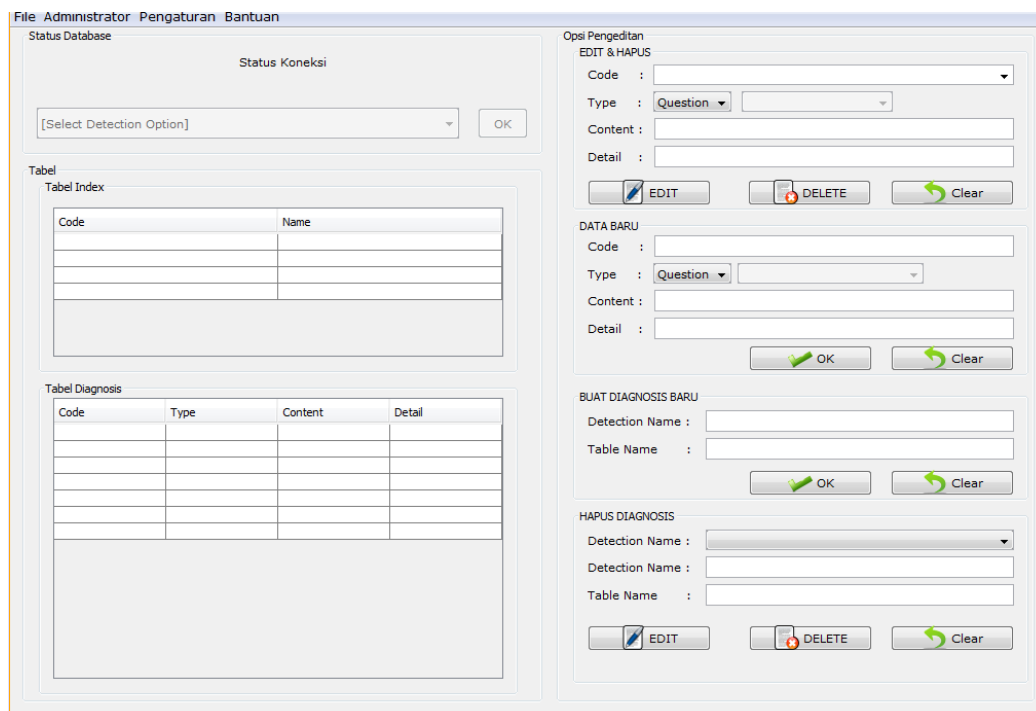 File Administrator Pengaturan Bantuan
Status Database
Status Koneksi
[Select Detection Option]
OK
Tabel
Tabel Index
Code Name
Tabel Diagnosis
Code Type Content Detail
Opsi Pengeditan
EDIT & HAPUS
Code :
Type : Question
Content :
Detail :
EDIT DELETE Clear
DATA BARU
Code :
Type : Question
Content :
Detail :
OK Clear
BUAT DIAGNOSIS BARU
Detection Name :
Table Name :
OK Clear
HAPUS DIAGNOSIS
Detection Name :
Detection Name :
Table Name :
EDIT DELETE Clear